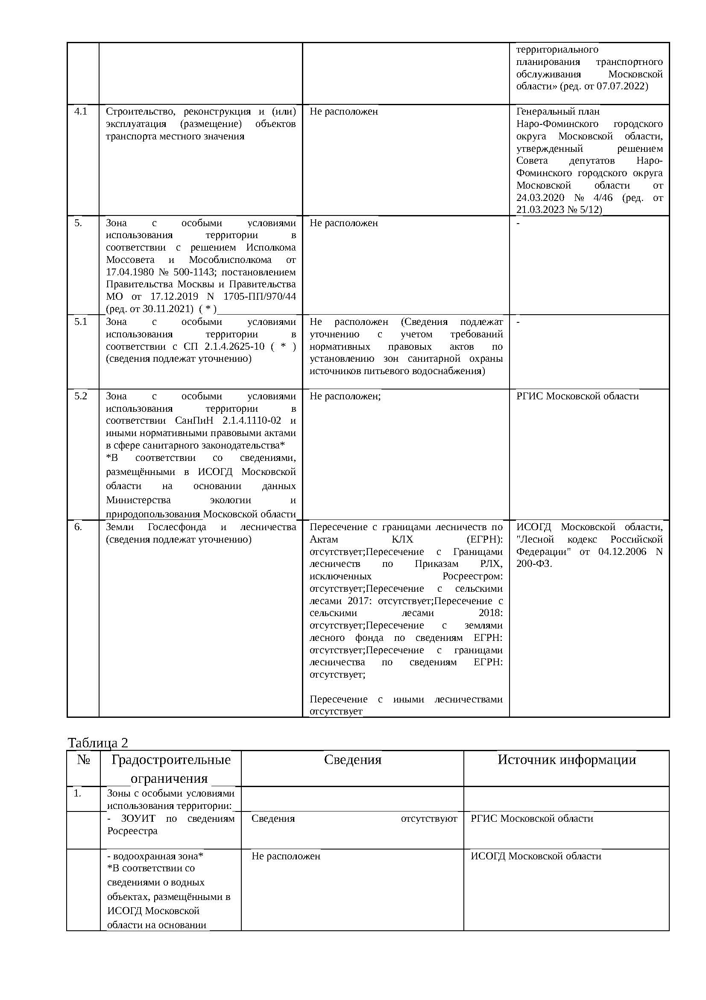 территориального
планирования транспортного
обслуживания Московской
области» (ред. от 07.07.2022)
4.1
Строительство, реконструкция и (или)
эксплуатация (размещение) объектов
транспорта местного значения
Не расположен
Генеральный план
Наро-Фоминского городского
округа Московской области,
утвержденный решением
Совета депутатов Наро-
Фоминского городского округа
Московской области от
24.03.2020 № 4/46 (ред. от
21.03.2023 № 5/12)
5.
Зона с особыми условиями
использования территории в
соответствии с решением Исполкома
Моссовета и Мособлисполкома от
17.04.1980 № 500-1143; постановлением
Правительства Москвы и Правительства
МО от 17.12.2019 N 1705-ПП/970/44
(ред. от 30.11.2021) ( * )
Не расположен
-
5.1
Зона с особыми условиями
использования территории в
соответствии с СП 2.1.4.2625-10 ( * )
(сведения подлежат уточнению)
Не расположен (Сведения подлежат
уточнению с учетом требований
нормативных правовых актов по
установлению зон санитарной охраны
источников питьевого водоснабжения)
-
5.2
Зона с особыми условиями
использования территории в
соответствии СанПиН 2.1.4.1110-02 и
иными нормативными правовыми актами
в сфере санитарного законодательства*
*В соответствии со сведениями,
размещёнными в ИСОГД Московской
области на основании данных
Министерства экологии и
природопользования Московской области
Не расположен;
РГИС Московской области
6.
Земли Гослесфонда и лесничества
(сведения подлежат уточнению)
Пересечение с границами лесничеств по
Актам КЛХ (ЕГРН):
отсутствует;Пересечение с Границами
лесничеств по Приказам РЛХ,
исключенных Росреестром:
отсутствует;Пересечение с сельскими
лесами 2017: отсутствует;Пересечение с
сельскими лесами 2018:
отсутствует;Пересечение с землями
лесного фонда по сведениям ЕГРН:
отсутствует;Пересечение с границами
лесничества по сведениям ЕГРН:
отсутствует;
Пересечение с иными лесничествами
отсутствует
ИСОГД Московской области,
"Лесной кодекс Российской
Федерации" от 04.12.2006 N
200-ФЗ.
Таблица 2
№
Градостроительные
ограничения
Сведения
Источник информации
1.
Зоны с особыми условиями
использования территории:
- ЗОУИТ по сведениям
Росреестра
Сведения отсутствуют
РГИС Московской области
- водоохранная зона*
*В соответствии со
сведениями о водных
объектах, размещёнными в
ИСОГД Московской
области на основании
Не расположен
ИСОГД Московской области